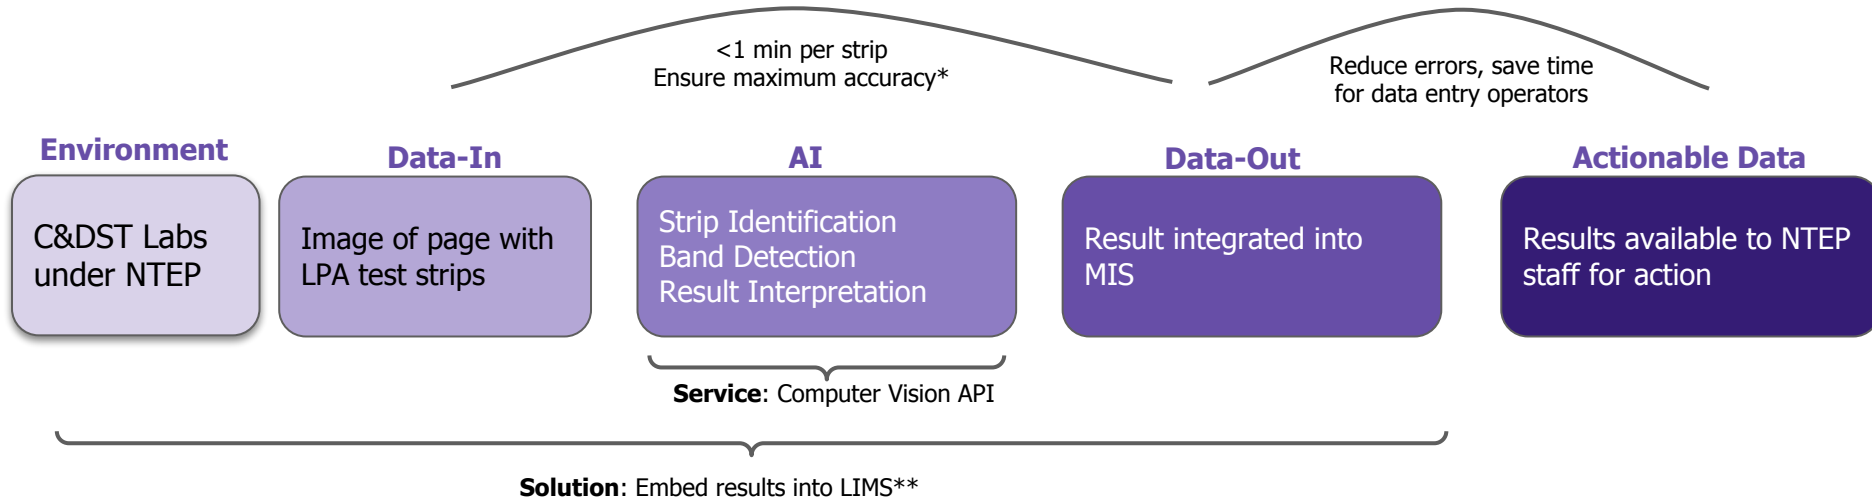 <1 min per strip
Ensure maximum accuracy*
Reduce errors, save time
for data entry operators
Environment
Data-In
AI
Data-Out
Actionable Data
C&DST Labs
under NTEP
Image of page with
LPA test strips
Strip Identification
Band Detection
Result Interpretation
Result integrated into
MIS
Results available to NTEP
staff for action
Service: Computer Vision API
Solution: Embed results into LIMS**